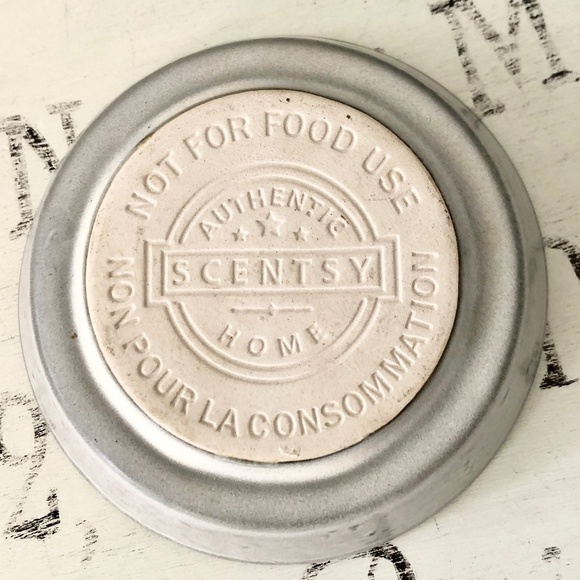 NOT FOR FOOD USE
AUTHENTIC
SCENTSY
HOME
NON POUR LA CONSOMMATION